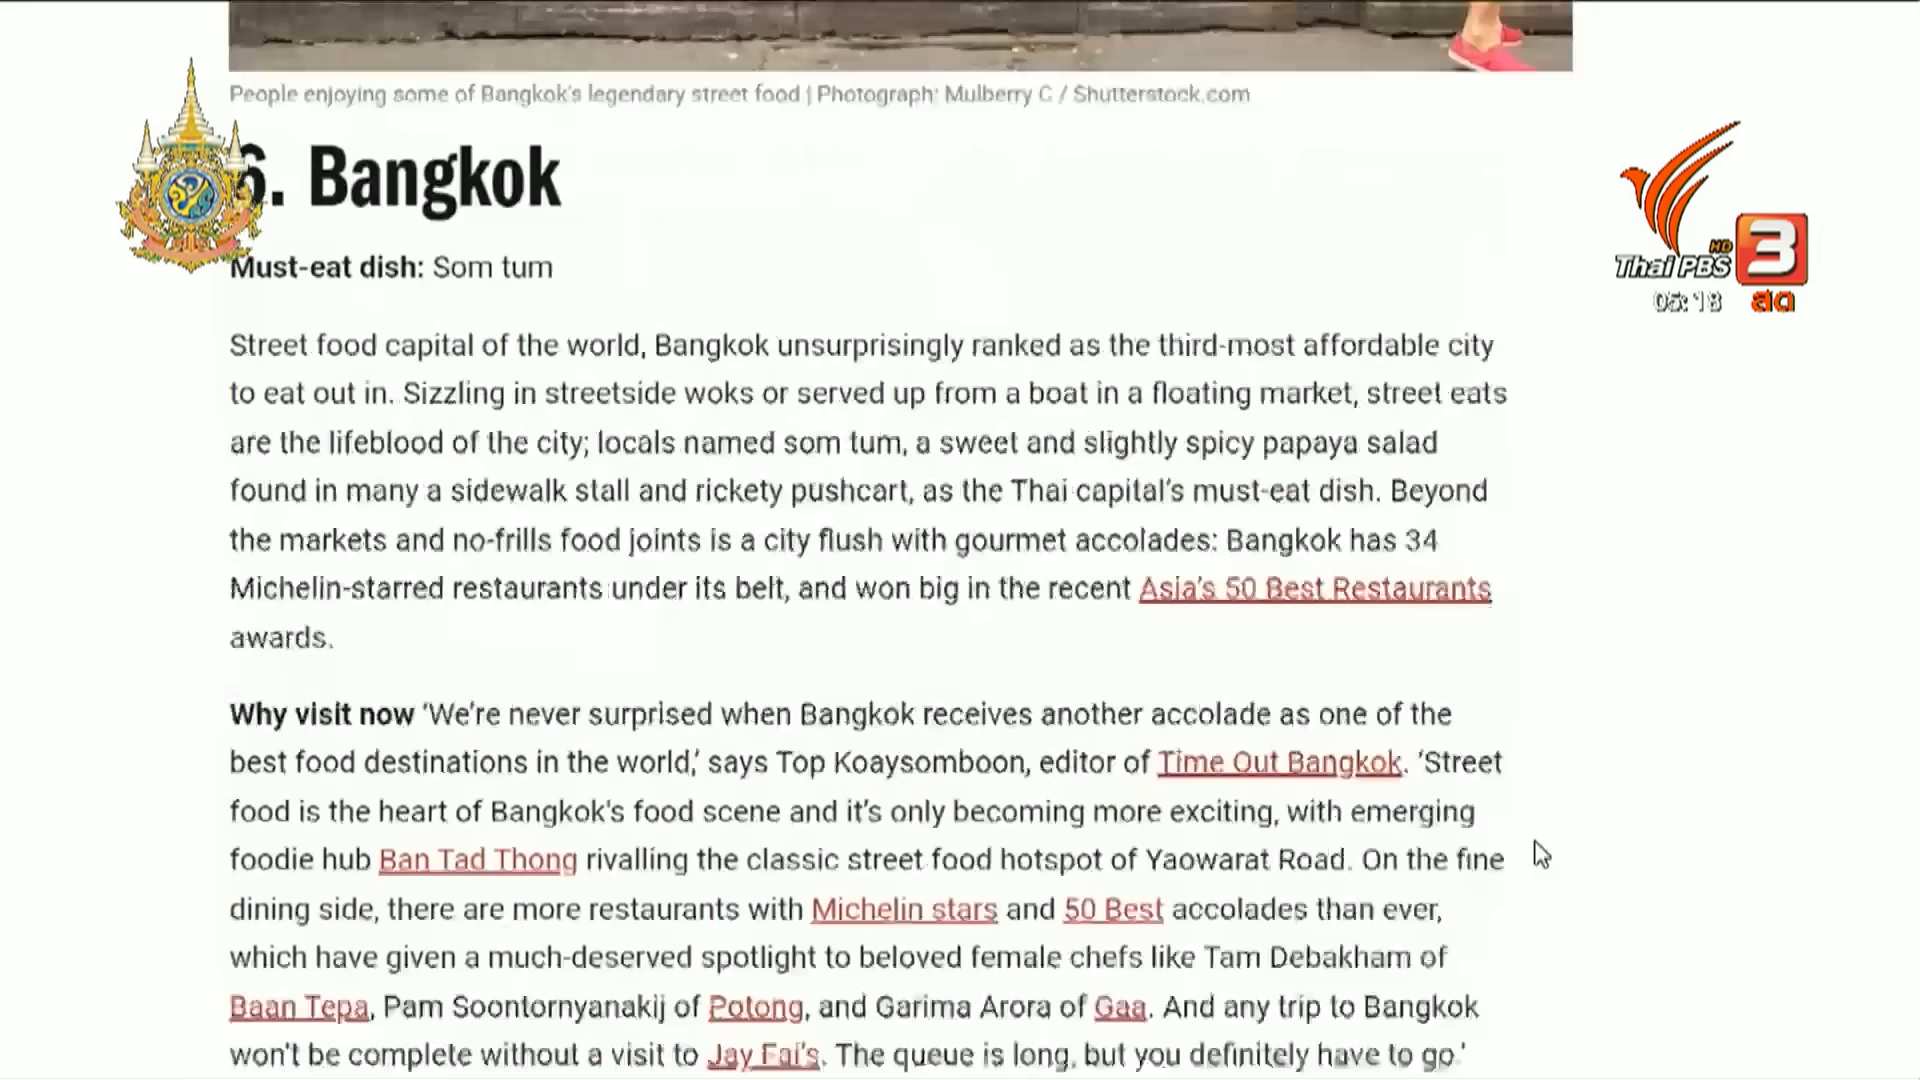 People enjoying some of Bangkok's legendary street food | Photograph: Mulberry C / Shutterstock.com
6. Bangkok
Must-eat dish: Som tum
Thai PBS HD 3
05:18 สด
Street food capital of the world, Bangkok unsurprisingly ranked as the third-most affordable city
to eat out in. Sizzling in streetside woks or served up from a boat in a floating market, street eats
are the lifeblood of the city; locals named som tum, a sweet and slightly spicy papaya salad
found in many a sidewalk stall and rickety pushcart, as the Thai capital's must-eat dish. Beyond
the markets and no-frills food joints is a city flush with gourmet accolades: Bangkok has 34
Michelin-starred restaurants under its belt, and won big in the recent Asia's 50 Best Restaurants
awards.
Why visit now ‘We're never surprised when Bangkok receives another accolade as one of the
best food destinations in the world,’ says Top Koaysomboon, editor of Time Out Bangkok. ‘Street
food is the heart of Bangkok's food scene and it's only becoming more exciting, with emerging
foodie hub Ban Tad Thong rivalling the classic street food hotspot of Yaowarat Road. On the fine
dining side, there are more restaurants with Michelin stars and 50 Best accolades than ever,
which have given a much-deserved spotlight to beloved female chefs like Tam Debakham of
Baan Tepa, Pam Soontornyanakij of Potong, and Garima Arora of Gaa. And any trip to Bangkok
won't be complete without a visit to Jay Fai's. The queue is long, but you definitely have to go.’